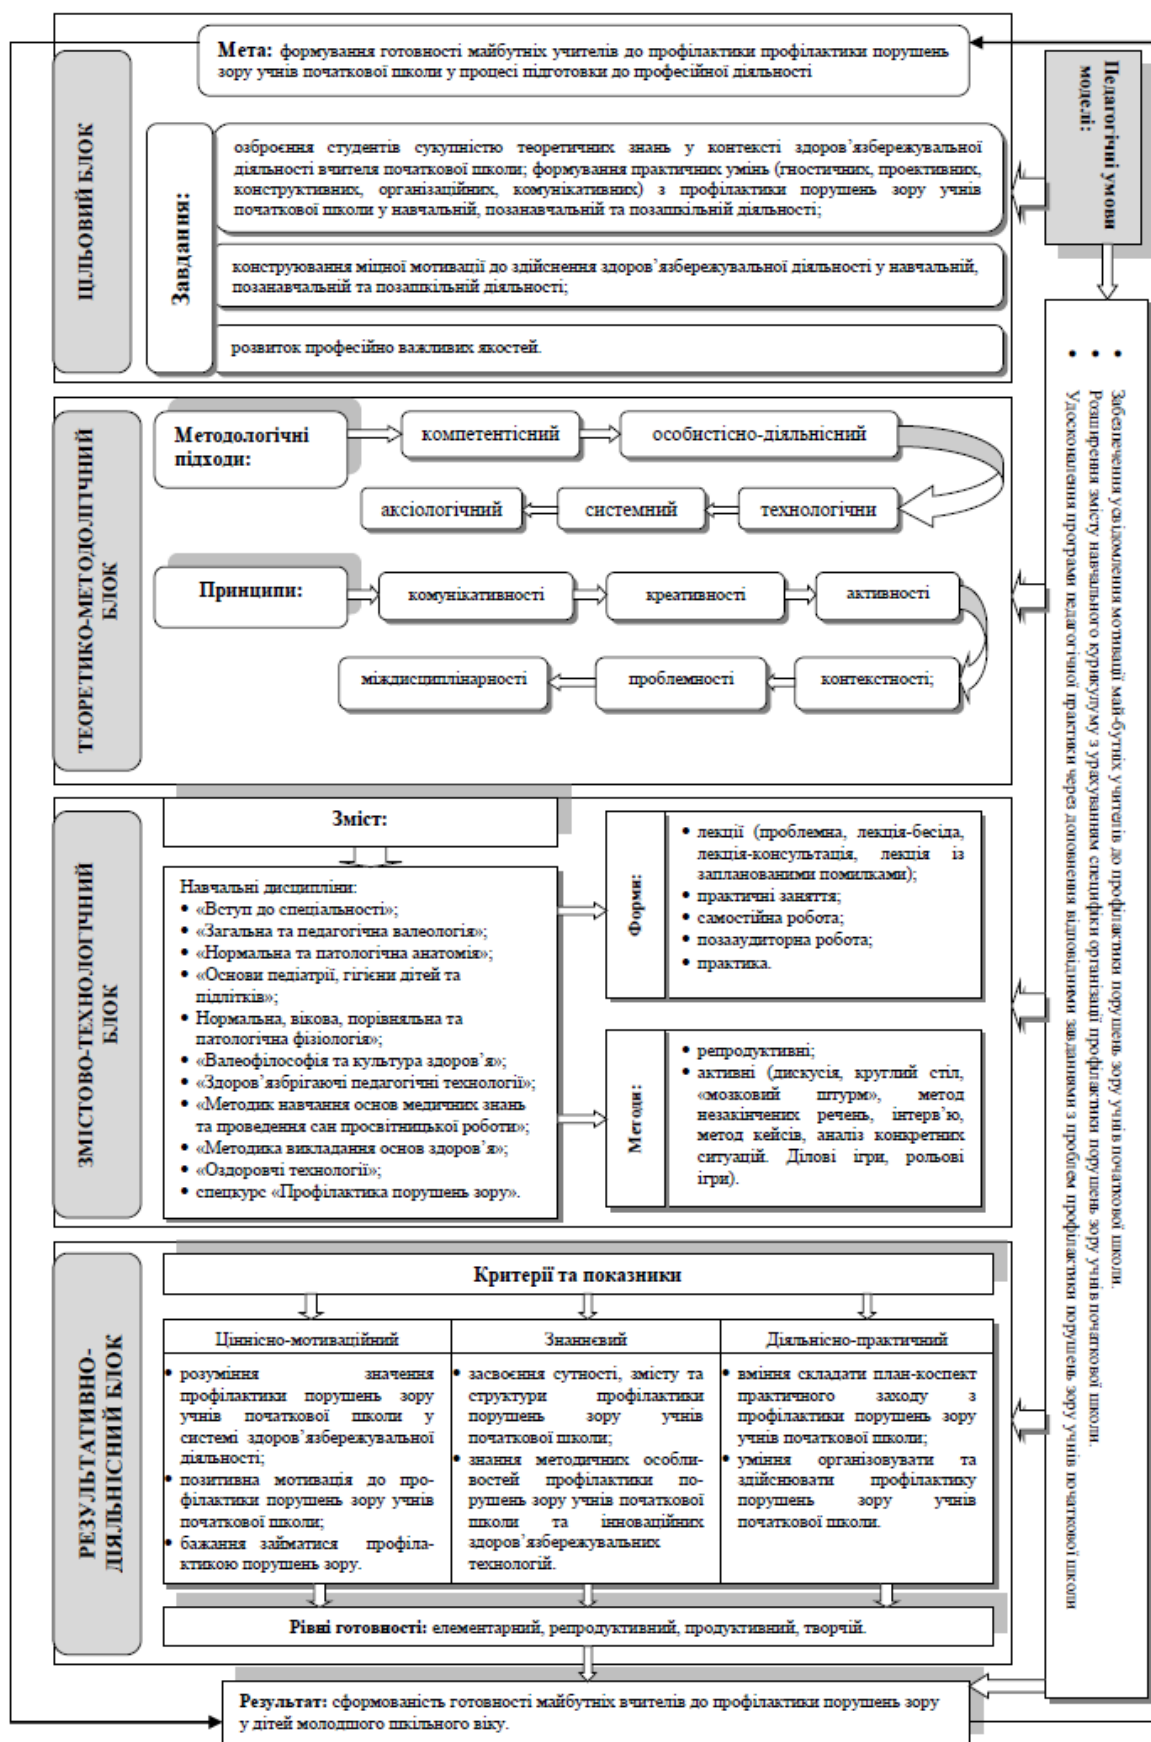 Мета: формування готовності майбутніх учителів до профілактики профілактики порушень
зору учнів початкової школи у процесі підготовки до професійної діяльності
Педагогічні умови
моделі:
ЦІЛЬОВИЙ БЛОК
Завдання:
озброєння студентів сукупністю теоретичних знань у контексті здоров’язбережувальної
діяльності вчителя початкової школи; формування практичних умінь (гностичних, проективних,
конструктивних, організаційних, комунікативних) з профілактики порушень зору учнів
початкової школи у навчальній, позанавчальній та позашкільній діяльності;
конструювання міцної мотивації до здійснення здоров’язбережувальної діяльності у навчальній,
позанавчальній та позашкільній діяльності;
розвиток професійно важливих якостей.
• Забезпечення усвідомлення мотивації май-бутніх учителів до профілактики порушень зору учнів початкової школи.
• Розширення змісту навчального курикулуму з урахуванням специфіки організації профілактики порушень зору учнів початкової школи.
• Удосконалення програми педагогічної практики через доповнення відповідними завданнями з проблем профілактики порушень зору учнів початкової школи
ТЕОРЕТИКО-МЕТОДОЛІГЧНИЙ
БЛОК
Методологічні
підходи:
компетентісний
особистісно-діяльнісний
аксіологічний
системний
технологічни
Принципи:
комунікативності
креативності
активності
міждисциплінарності
проблемності
контекстності;
ЗМІСТОВО-ТЕХНОЛОГІЧНИЙ
БЛОК
Зміст:
Навчальні дисципліни:
• «Вступ до спеціальності»;
• «Загальна та педагогічна валеологія»;
• «Нормальна та патологічна анатомія»;
• «Основи педіатрії, гігієни дітей та
підлітків»;
• Нормальна, вікова, порівняльна та
патологічна фізіологія»;
• «Валеофілософія та культура здоров’я»;
• «Здоров’язбрігаючі педагогічні технології»;
• «Методик навчання основ медичних знань
та проведення сан просвітницької роботи»;
• «Методика викладання основ здоров’я»;
• «Оздоровчі технології»;
• спецкурс «Профілактика порушень зору».
Форми:
• лекції (проблемна, лекція-бесіда,
лекція-консультація, лекція із
запланованими помилками);
• практичні заняття;
• самостійна робота;
• позааудиторна робота;
• практика.
Методи:
• репродуктивні;
• активні (дискусія, круглий стіл,
«мозковий штурм», метод
незакінчених речень, інтерв’ю,
метод кейсів, аналіз конкретних
ситуацій. Ділові ігри, рольові
ігри).
РЕЗУЛЬТАТИВНО-
ДІЯЛЬНІСНИЙ БЛОК
Критерії та показники
Ціннісно-мотиваційний
• розуміння значення
профілактики порушень зору
учнів початкової школи у
системі здоров’язбережувальної
діяльності;
• позитивна мотивація до про-
філактики порушень зору учнів
початкової школи;
• бажання займатися профіла-
ктикою порушень зору.
Знаннєвий
• засвоєння сутності, змісту та
структури профілактики
порушень зору учнів
початкової школи;
• знання методичних особли-
востей профілактики по-
рушень зору учнів початкової
школи та інноваційних
здоров’язбережувальних
технологій.
Діяльнісно-практичний
• вміння складати план-коспект
практичного заходу з
профілактики порушень зору
учнів початкової школи;
• уміння організовувати та
здійснювати профілактику
порушень зору учнів
початкової школи.
Рівні готовності: елементарний, репродуктивний, продуктивний, творчій.
Результат: сформованість готовності майбутніх вчителів до профілактики порушень зору
у дітей молодшого шкільного віку.